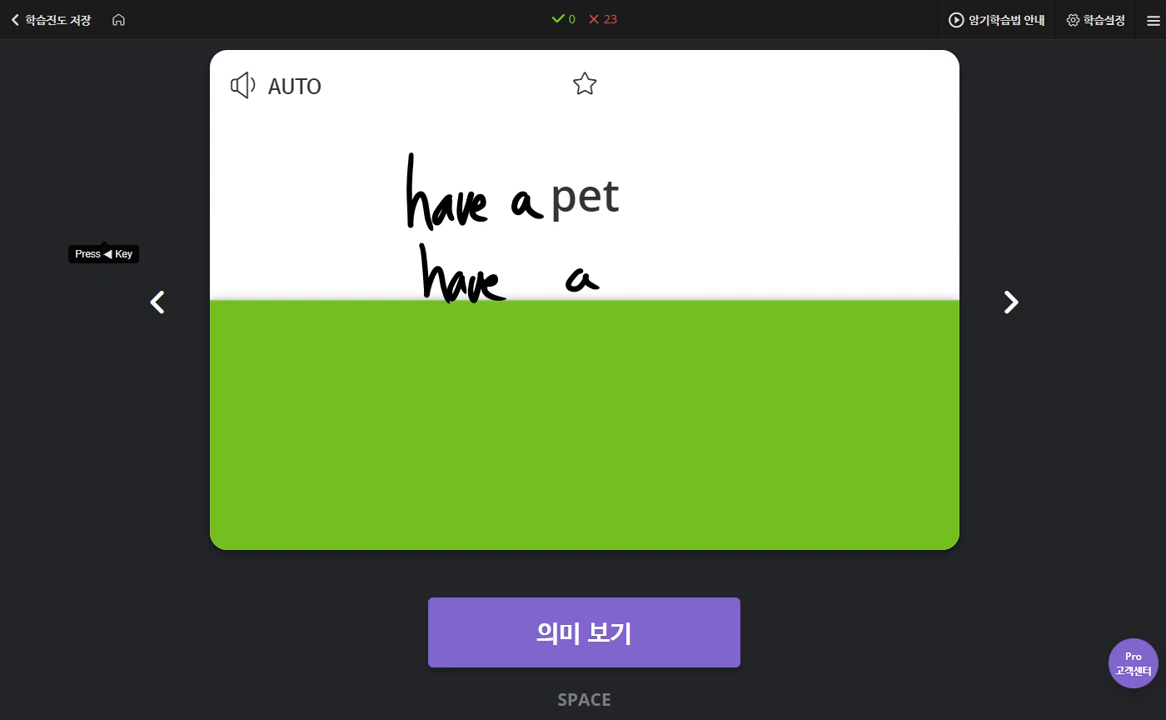 학습진도 저장 0 23 암기학습법 안내 학습설정
AUTO
have a pet
Press ◀ Key
have a
의미 보기
Pro
고객센터
SPACE